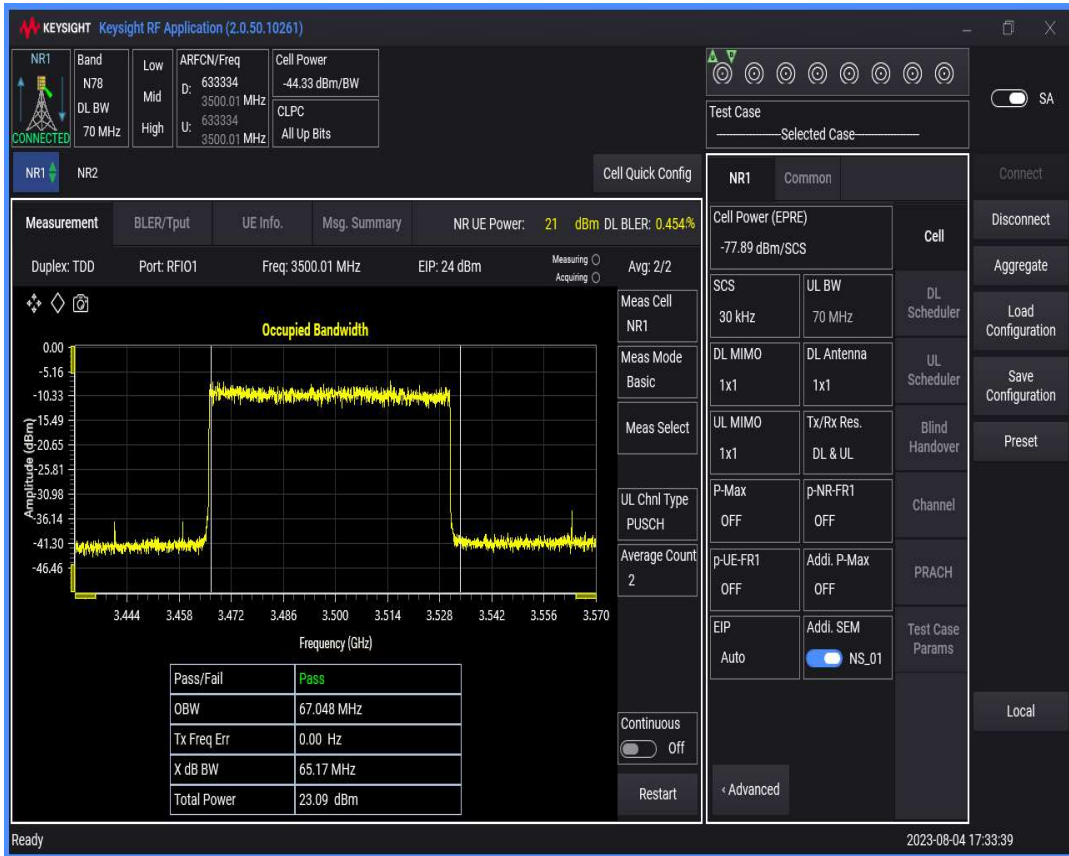 KEYSIGHT Keysight RF Application (2.0.50.10261)
NR1
CONNECTED
Band
N78
DL BW
70 MHz
Low
Mid
High
ARFCN/Freq
D: 633334
3500.01 MHz
U: 633334
3500.01 MHz
Cell Power
-44.33 dBm/BW
CLPC
All Up Bits
Test Case
Selected Case
SA
NR1 NR2 Cell Quick Config
Measurement BLER/Tput UE Info. Msg. Summary NR UE Power: 21 dBm DL BLER: 0.454%
Duplex: TDD Port: RFIO1 Freq: 3500.01 MHz EIP: 24 dBm Measuring Acquiring Avg: 2/2
Occupied Bandwidth
Amplitude (dBm)
0.00
-5.16
-10.33
-15.49
-20.65
-25.81
-30.98
-36.14
-41.30
-46.46
3.444 3.458 3.472 3.486 3.500 3.514 3.528 3.542 3.556 3.570
Frequency (GHz)
Pass/Fail Pass
OBW 67.048 MHz
Tx Freq Err 0.00 Hz
X dB BW 65.17 MHz
Total Power 23.09 dBm
Meas Cell
NR1
Meas Mode
Basic
Meas Select
UL Chnl Type
PUSCH
Average Count
2
Continuous
Off
Restart
NR1 Common
Cell Power (EPRE)
-77.89 dBm/SCS
SCS
30 kHz
UL BW
70 MHz
DL MIMO
1x1
DL Antenna
1x1
UL MIMO
1x1
Tx/Rx Res.
DL & UL
P-Max
OFF
p-NR-FR1
OFF
p-UE-FR1
OFF
Addi. P-Max
OFF
EIP
Auto
Addi. SEM
NS_01
‹ Advanced
Cell
DL
Scheduler
UL
Scheduler
Blind
Handover
Channel
PRACH
Test Case
Params
Connect
Disconnect
Aggregate
Load
Configuration
Save
Configuration
Preset
Local
Ready 2023-08-04 17:33:39